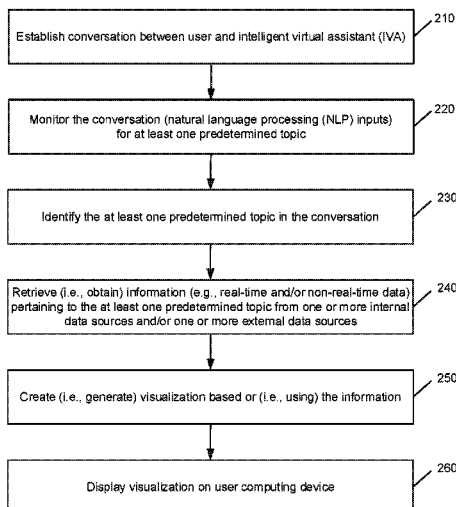 210
Establish conversation between user and intelligent virtual assistant (IVA)
220
Monitor the conversation (natural language processing (NLP) inputs)
for at least one predetermined topic
230
Identify the at least one predetermined topic in the conversation
240
Retrieve (i.e., obtain) information (e.g., real-time and/or non-real-time data)
pertaining to the at least one predetermined topic from one or more internal
data sources and/or one or more external data sources
250
Create (i.e., generate) visualization based or (i.e., using) the information
260
Display visualization on user computing device